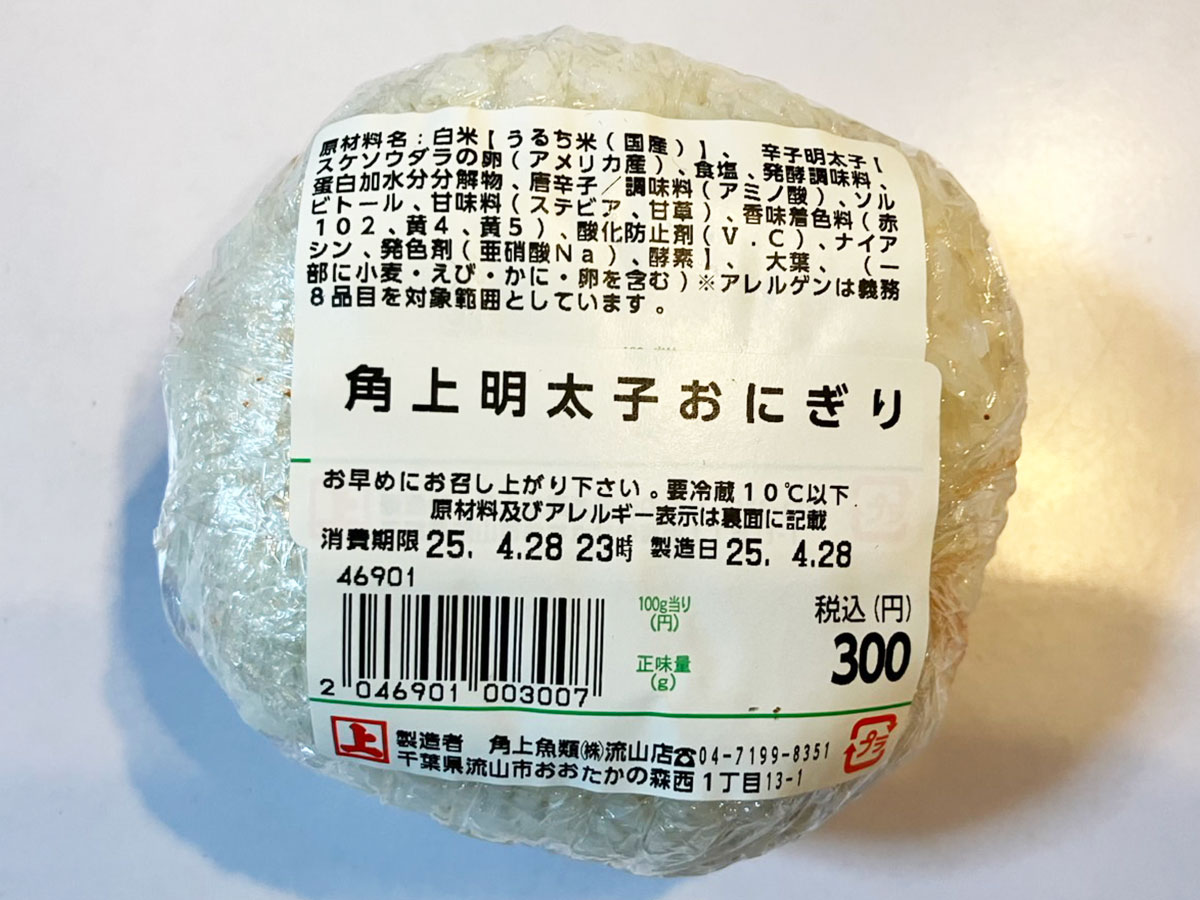 原材料名：白米【うるち米（国産）】、　辛子明太子【
スケソウダラの卵（アメリカ産）、食塩、発酵調味料、
蛋白加水分分解物、唐辛子／調味料（アミノ酸）、ソル
ビトール、甘味料（ステビア、甘草）、香味着色料（赤
１０２、黄４、黄５）、酸化防止剤（Ｖ．Ｃ）、ナイア
シン、発色剤（亜硝酸Ｎａ）、酵素】、　大葉、　（一
部に小麦・えび・かに・卵を含む）※アレルゲンは義務
８品目を対象範囲としています。
角上明太子おにぎり
お早めにお召し上がり下さい。要冷蔵１０℃以下
原材料及びアレルギー表示は裏面に記載
消費期限 25. 4.28 23時 製造日 25. 4.28
46901
100g当り
(円)
税込(円)
300
正味量
(g)
2 046901 003007
上 製造者 角上魚類㈱流山店☎04-7199-8351
千葉県流山市おおたかの森西１丁目13-1
プラ